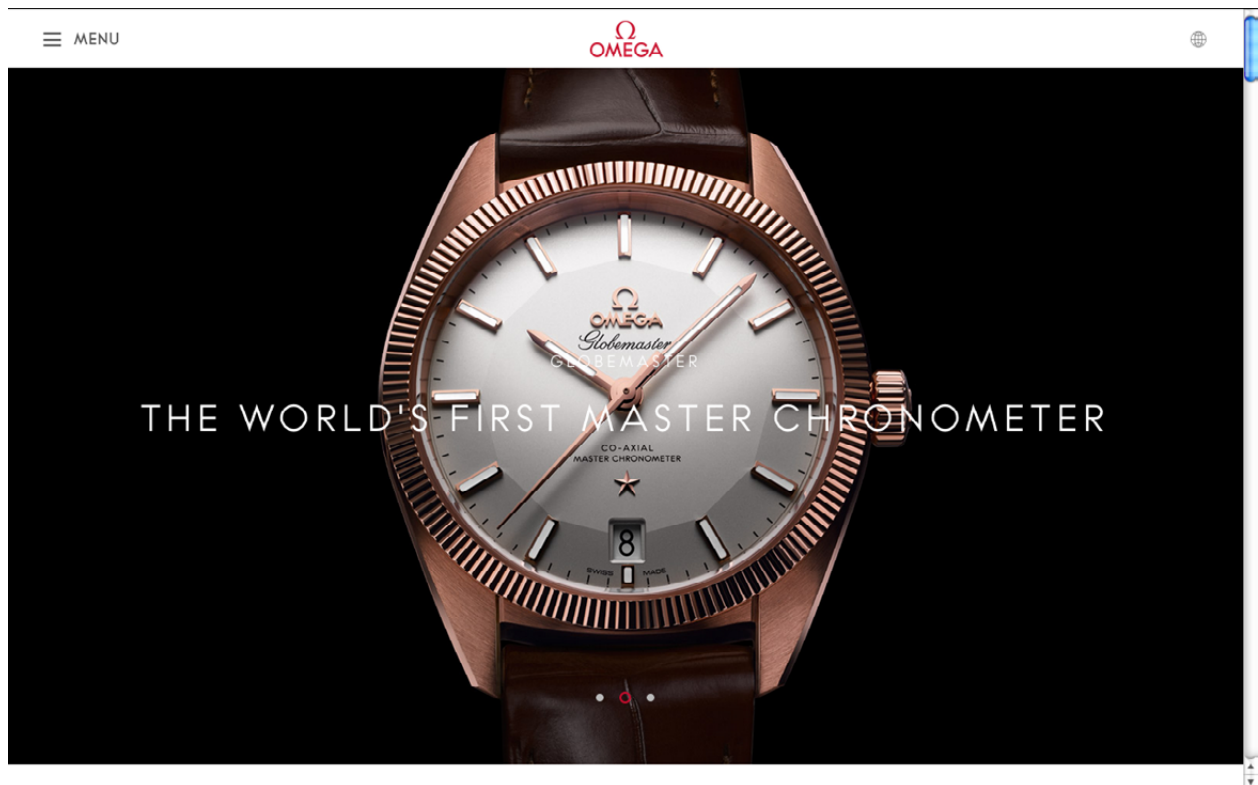 MENU
Ω
OMEGA
Ω
OMEGA
Globemaster
GLOBEMASTER
THE WORLD'S FIRST MASTER CHRONOMETER
CO-AXIAL
MASTER CHRONOMETER
8
SWISS MADE